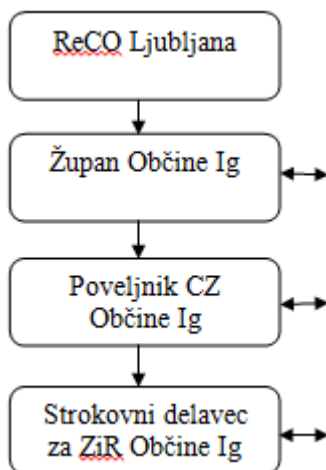 ReCO Ljubljana
Župan Občine Ig
Poveljnik CZ
Občine Ig
Strokovni delavec
za ZiR Občine Ig